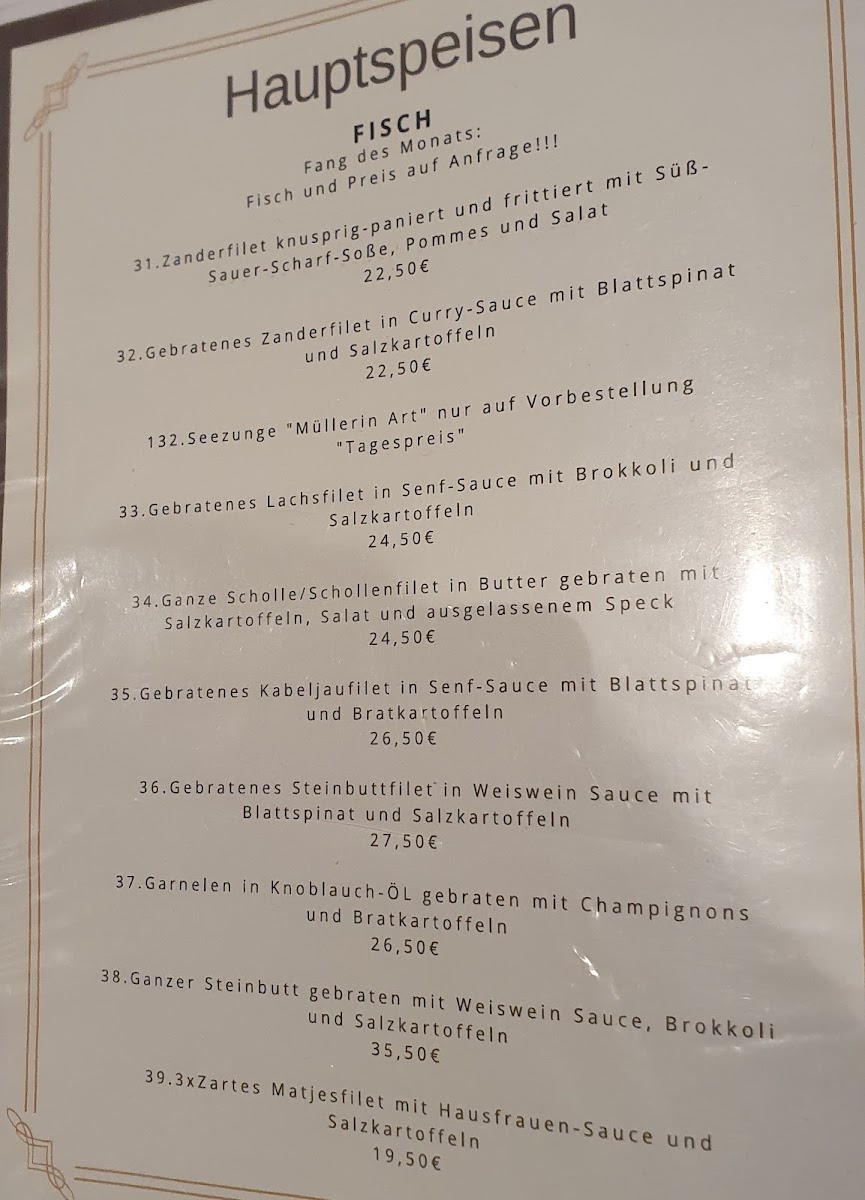 Hauptspeisen
FISCH
Fang des Monats:
Fisch und Preis auf Anfrage!!!
31.Zanderfilet knusprig-paniert und frittiert mit Süß-
Sauer-Scharf-Soße, Pommes und Salat
22,50€
32.Gebratenes Zanderfilet in Curry-Sauce mit Blattspinat
und Salzkartoffeln
22,50€
132.Seezunge "Müllerin Art" nur auf Vorbestellung
"Tagespreis"
33.Gebratenes Lachsfilet in Senf-Sauce mit Brokkoli und
Salzkartoffeln
24,50€
34.Ganze Scholle/Schollenfilet in Butter gebraten mit
Salzkartoffeln, Salat und ausgelassenem Speck
24,50€
35.Gebratenes Kabeljaufilet in Senf-Sauce mit Blattspinat
und Bratkartoffeln
26,50€
36.Gebratenes Steinbuttfilet in Weiswein Sauce mit
Blattspinat und Salzkartoffeln
27,50€
37.Garnelen in Knoblauch-ÖL gebraten mit Champignons
und Bratkartoffeln
26,50€
38.Ganzer Steinbutt gebraten mit Weiswein Sauce, Brokkoli
und Salzkartoffeln
35,50€
39.3xZartes Matjesfilet mit Hausfrauen-Sauce und
Salzkartoffeln
19,50€